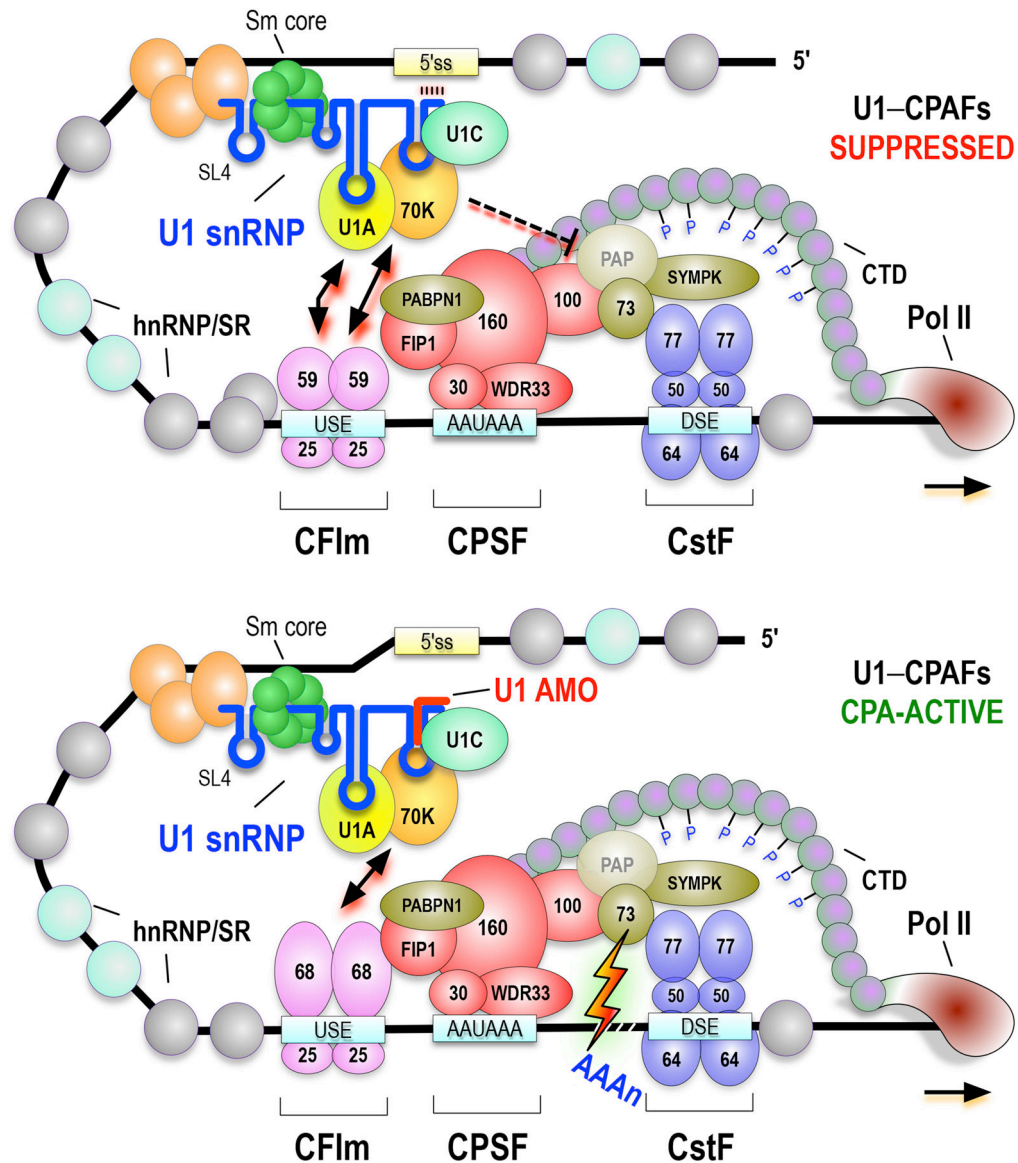 Sm core
5'ss
5'
U1–CPAFs
SUPPRESSED
U1C
SL4
U1 snRNP
U1A
70K
PAP
P P P P P P P
CTD
SYMPK
PABPN1
100
73
160
hnRNP/SR
FIP1
77 77
Pol II
59 59
30
WDR33
50 50
USE
AAUAAA
DSE
25 25
64 64
CFIm
CPSF
CstF
Sm core
5'ss
5'
U1 AMO
U1–CPAFs
CPA-ACTIVE
U1C
SL4
U1 snRNP
U1A
70K
PAP
P P P P P P P
CTD
SYMPK
PABPN1
100
73
160
hnRNP/SR
FIP1
77 77
Pol II
68 68
30
WDR33
50 50
USE
AAUAAA
DSE
25 25
64 64
AAAn
CFIm
CPSF
CstF